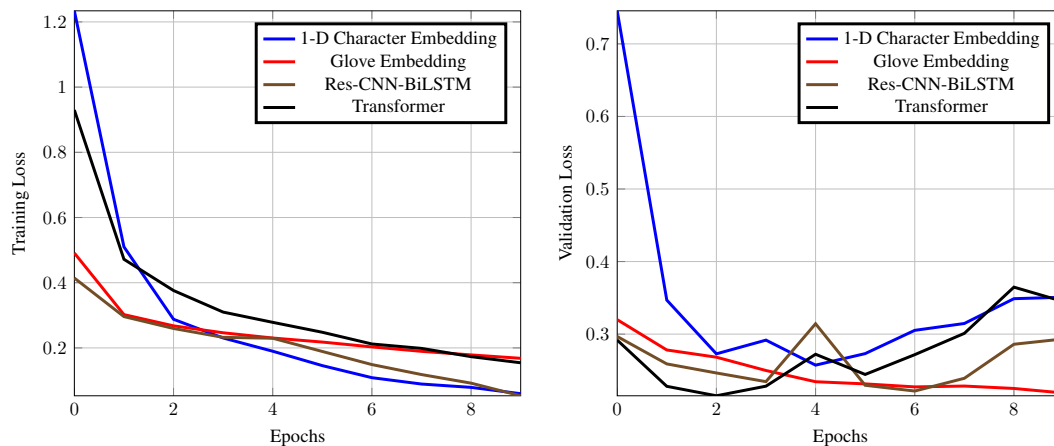 1.2
1
0.8
0.6
0.4
0.2
0
2
4
6
8
Epochs
Training Loss
1-D Character Embedding
Glove Embedding
Res-CNN-BiLSTM
Transformer
0.7
0.6
0.5
0.4
0.3
0
2
4
6
8
Epochs
Validation Loss
1-D Character Embedding
Glove Embedding
Res-CNN-BiLSTM
Transformer